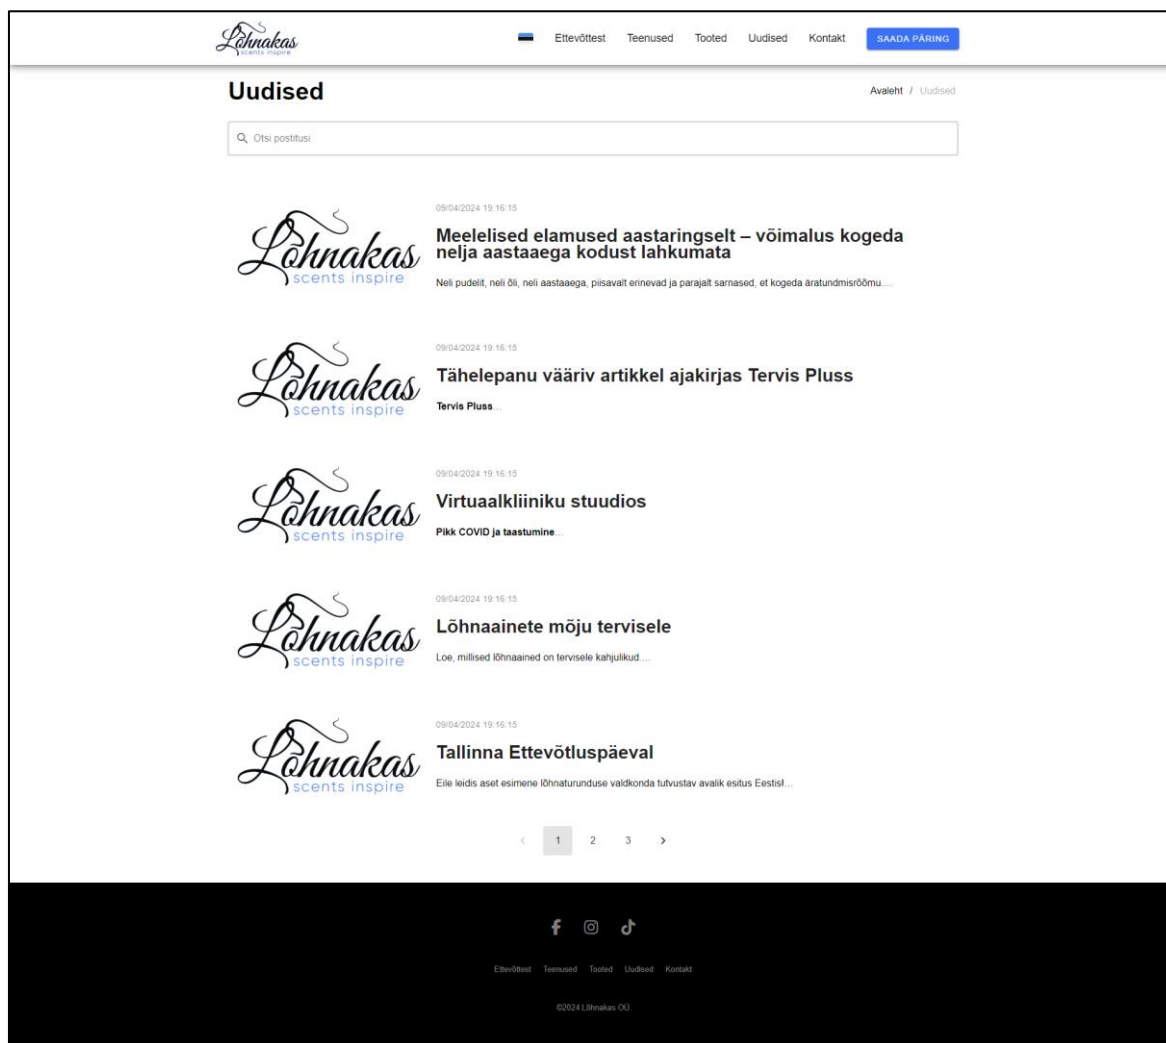 Lõhnakas
scents inspire
Ettevõttest Teenused Tooted Uudised Kontakt SAADA PÄRING
Uudised
Avaleht / Uudised
Otsi postitusi
Lõhnakas
scents inspire
09/04/2024 19:16:15
Meelelised elamused aastaringselt – võimalus kogeda
nelja aastaaega kodust lahkumata
Neli pudelit, neli õli, neli aastaaega, piisavalt erinevad ja parajalt sarnased, et kogeda äratundmisrõõmu....
Lõhnakas
scents inspire
09/04/2024 19:16:15
Tähelepanu vääriv artikkel ajakirjas Tervis Pluss
Tervis Pluss...
Lõhnakas
scents inspire
09/04/2024 19:16:15
Virtuaalkliiniku stuudios
Pikk COVID ja taastumine...
Lõhnakas
scents inspire
09/04/2024 19:16:15
Lõhnaainete mõju tervisele
Loe, millised lõhnaained on tervisele kahjulikud....
Lõhnakas
scents inspire
09/04/2024 19:16:15
Tallinna Ettevõtluspäeval
Eile leidis aset esimene lõhnaturunduse valdkonda tutvustav avalik esitus Eestis!...
1 2 3
Ettevõttest Teenused Tooted Uudised Kontakt
©2024 Lõhnakas OÜ